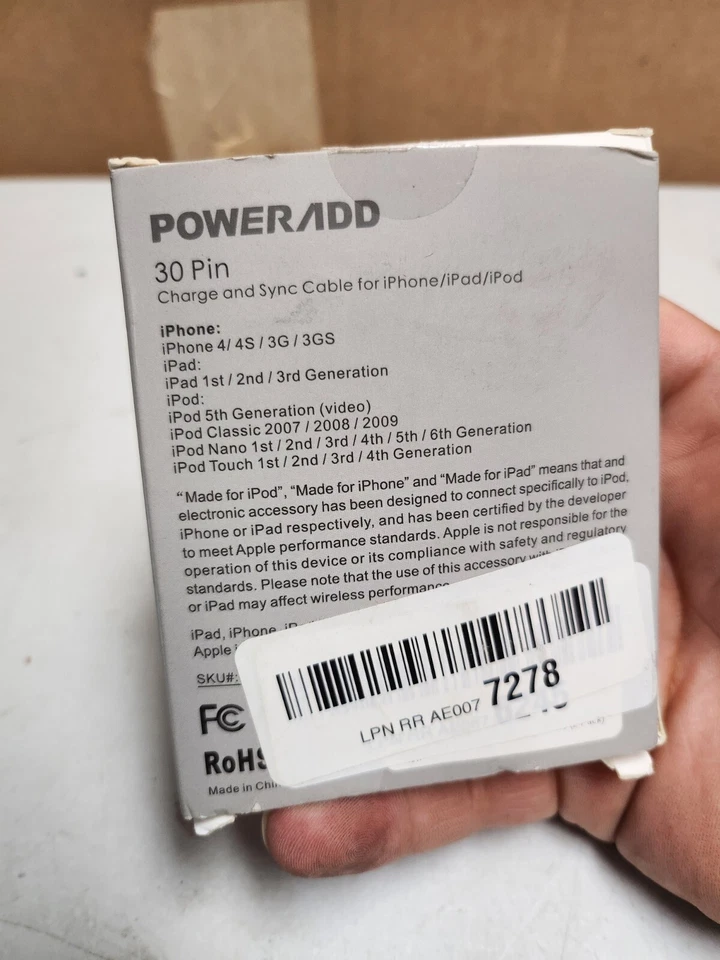 POWERADD
30 Pin
Charge and Sync Cable for iPhone/iPad/iPod
iPhone:
iPhone 4/ 4S / 3G / 3GS
iPad:
iPad 1st / 2nd / 3rd Generation
iPod:
iPod 5th Generation (video)
iPod Classic 2007 / 2008 / 2009
iPod Nano 1st / 2nd / 3rd / 4th / 5th / 6th Generation
iPod Touch 1st / 2nd / 3rd / 4th Generation
“Made for iPod”, “Made for iPhone” and “Made for iPad” means that and
electronic accessory has been designed to connect specifically to iPod,
iPhone or iPad respectively, and has been certified by the developer
to meet Apple performance standards. Apple is not responsible for the
operation of this device or its compliance with safety and regulatory
standards. Please note that the use of this accessory with
or iPad may affect wireless performance
iPad, iPhone,
Apple
SKU#:
FC
RoHS
Made in
LPN RR AE007 7278